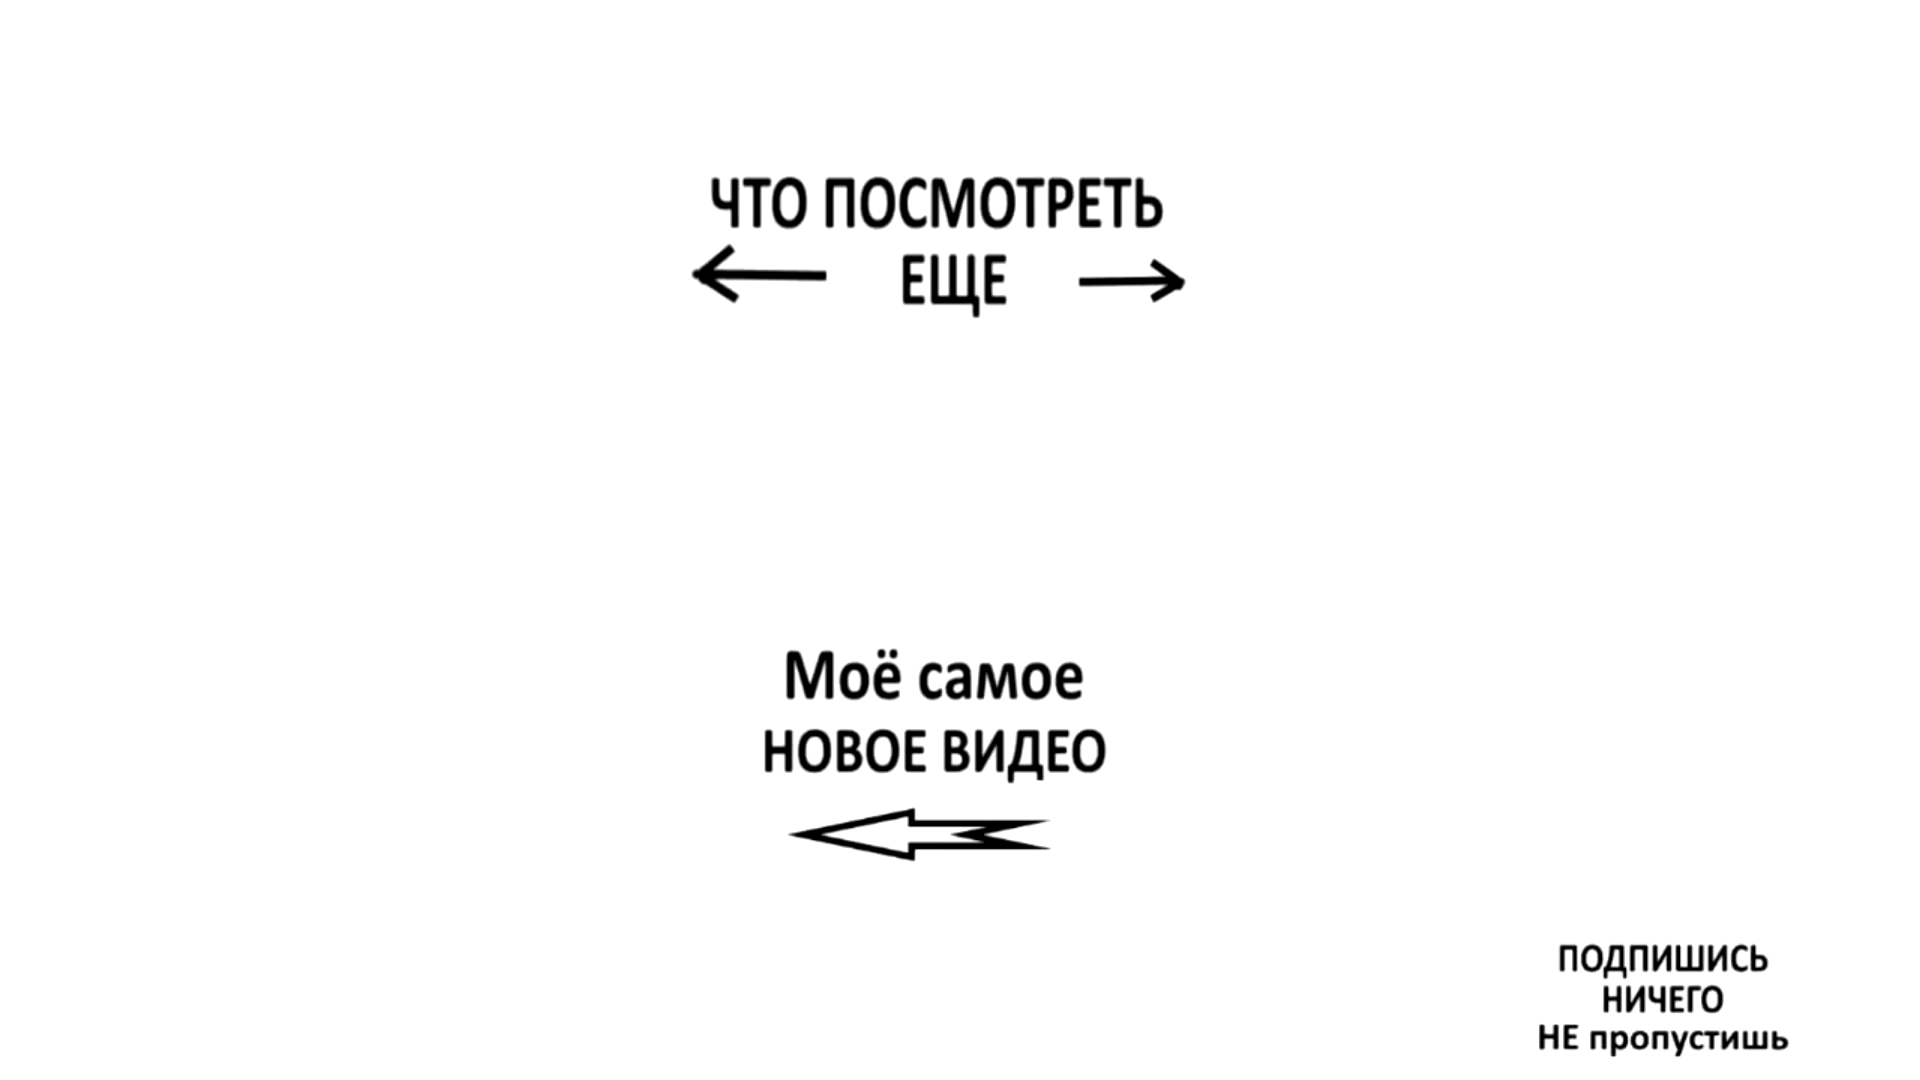 ЧТО ПОСМОТРЕТЬ
ЕЩЕ
Моё самое
НОВОЕ ВИДЕО
ПОДПИШИСЬ
НИЧЕГО
НЕ пропустишь